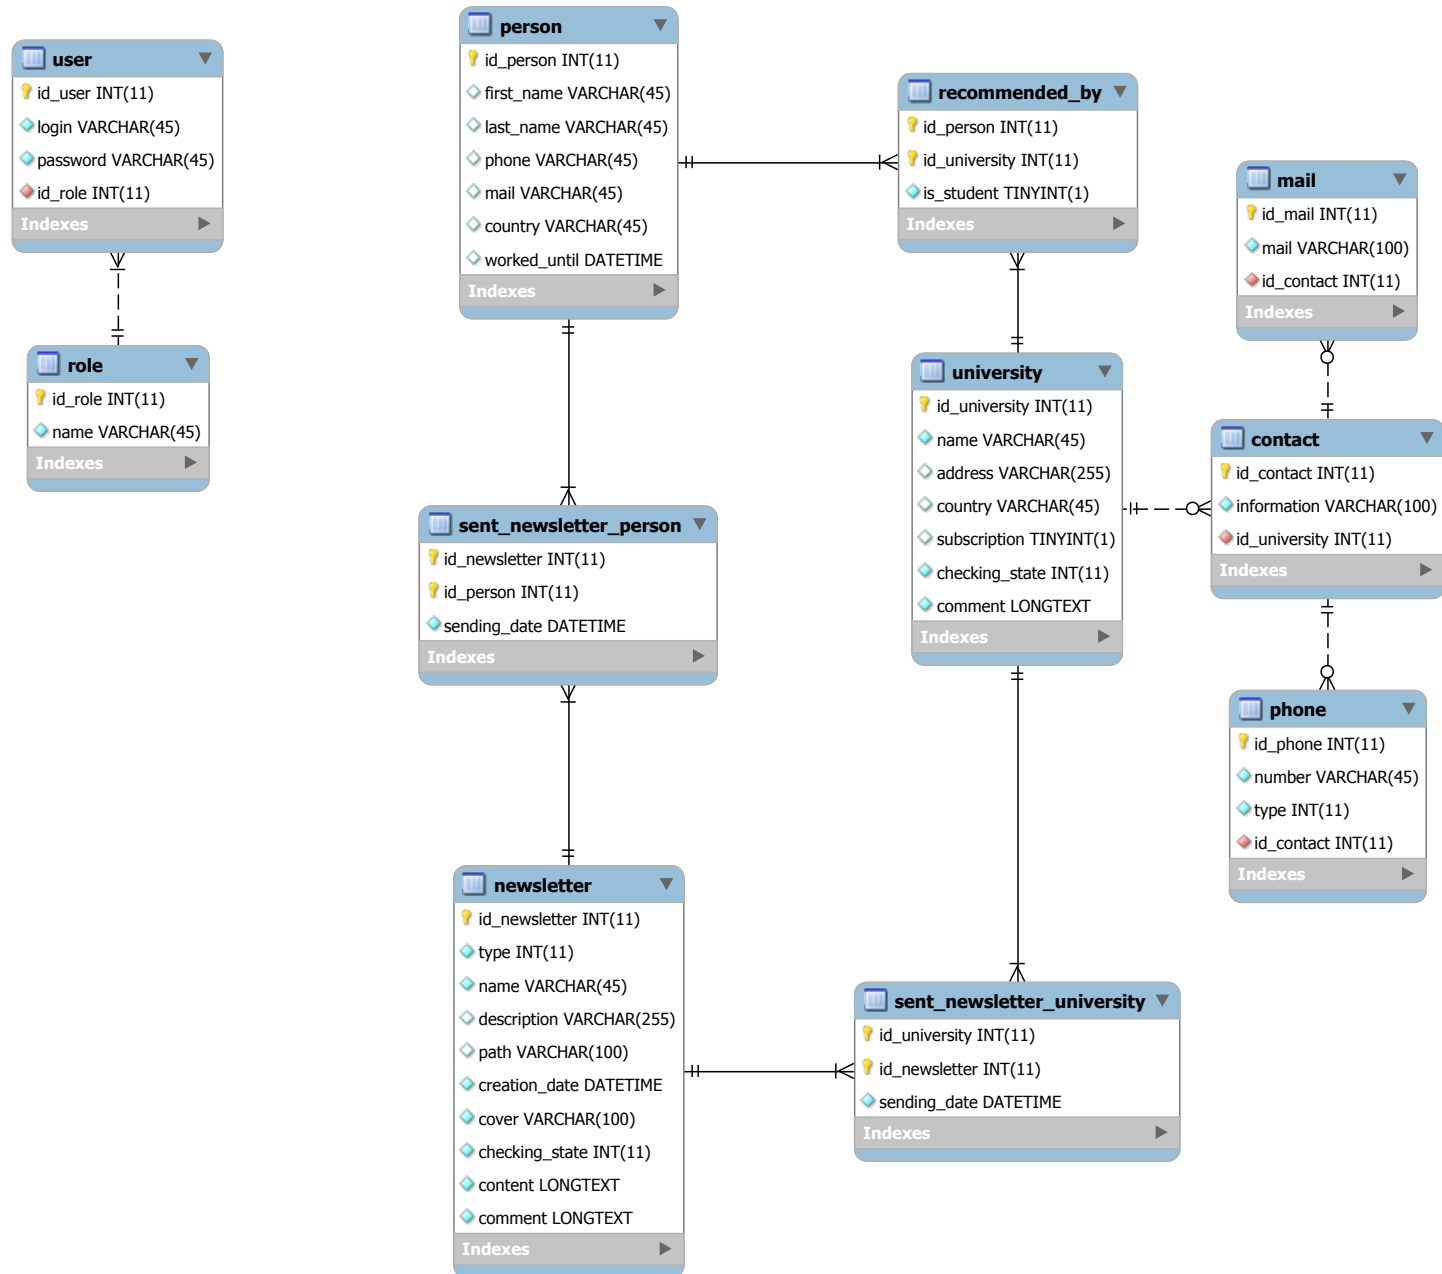 user
id_user INT(11)
login VARCHAR(45)
password VARCHAR(45)
id_role INT(11)
Indexes
role
id_role INT(11)
name VARCHAR(45)
Indexes
person
id_person INT(11)
first_name VARCHAR(45)
last_name VARCHAR(45)
phone VARCHAR(45)
mail VARCHAR(45)
country VARCHAR(45)
worked_until DATETIME
Indexes
sent_newsletter_person
id_newsletter INT(11)
id_person INT(11)
sending_date DATETIME
Indexes
newsletter
id_newsletter INT(11)
type INT(11)
name VARCHAR(45)
description VARCHAR(255)
path VARCHAR(100)
creation_date DATETIME
cover VARCHAR(100)
checking_state INT(11)
content LONGTEXT
comment LONGTEXT
Indexes
recommended_by
id_person INT(11)
id_university INT(11)
is_student TINYINT(1)
Indexes
university
id_university INT(11)
name VARCHAR(45)
address VARCHAR(255)
country VARCHAR(45)
subscription TINYINT(1)
checking_state INT(11)
comment LONGTEXT
Indexes
sent_newsletter_university
id_university INT(11)
id_newsletter INT(11)
sending_date DATETIME
Indexes
mail
id_mail INT(11)
mail VARCHAR(100)
id_contact INT(11)
Indexes
contact
id_contact INT(11)
information VARCHAR(100)
id_university INT(11)
Indexes
phone
id_phone INT(11)
number VARCHAR(45)
type INT(11)
id_contact INT(11)
Indexes